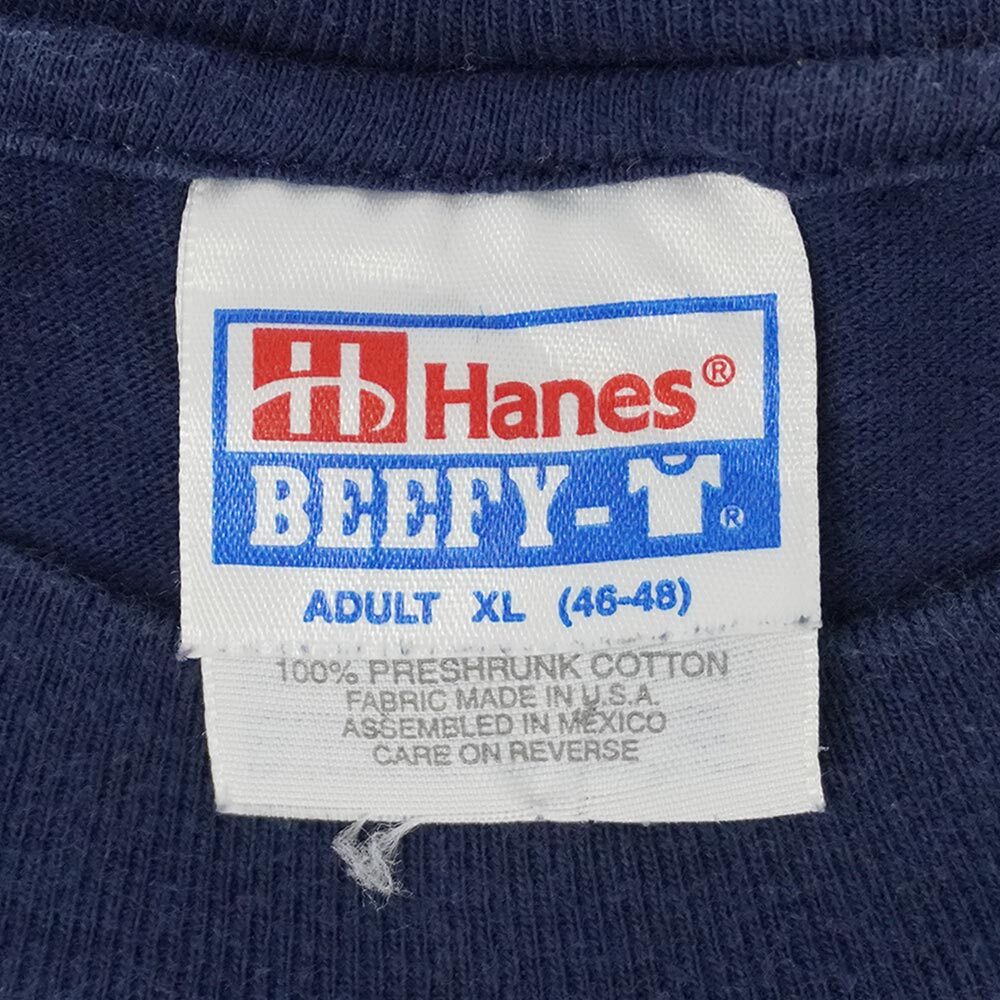 H Hanes®
BEEFY-T®
ADULT XL (46-48)
100% PRESHRUNK COTTON
FABRIC MADE IN U.S.A.
ASSEMBLED IN MEXICO
CARE ON REVERSE